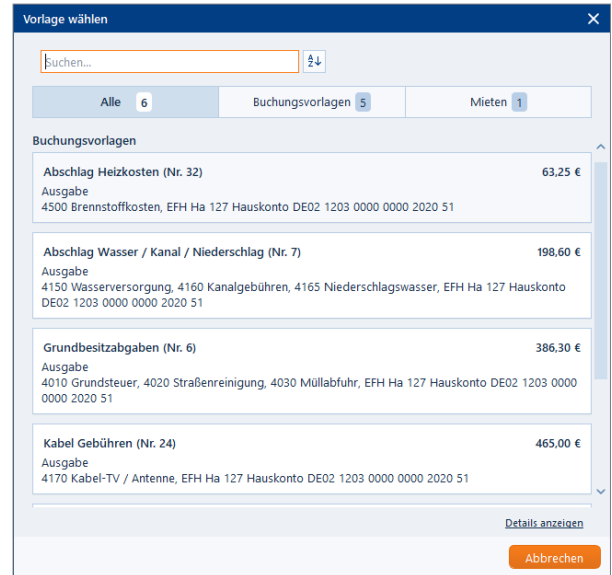 Vorlage wählen
Suchen...
Alle 6
Buchungsvorlagen 5
Mieten 1
Buchungsvorlagen
Abschlag Heizkosten (Nr. 32) 63,25 €
Ausgabe
4500 Brennstoffkosten, EFH Ha 127 Hauskonto DE02 1203 0000 0000 2020 51
Abschlag Wasser / Kanal / Niederschlag (Nr. 7) 198,60 €
Ausgabe
4150 Wasserversorgung, 4160 Kanalgebühren, 4165 Niederschlagswasser, EFH Ha 127 Hauskonto
DE02 1203 0000 0000 2020 51
Grundbesitzabgaben (Nr. 6) 386,30 €
Ausgabe
4010 Grundsteuer, 4020 Straßenreinigung, 4030 Müllabfuhr, EFH Ha 127 Hauskonto DE02 1203 0000
0000 2020 51
Kabel Gebühren (Nr. 24) 465,00 €
Ausgabe
4170 Kabel-TV / Antenne, EFH Ha 127 Hauskonto DE02 1203 0000 0000 2020 51
Details anzeigen
Abbrechen